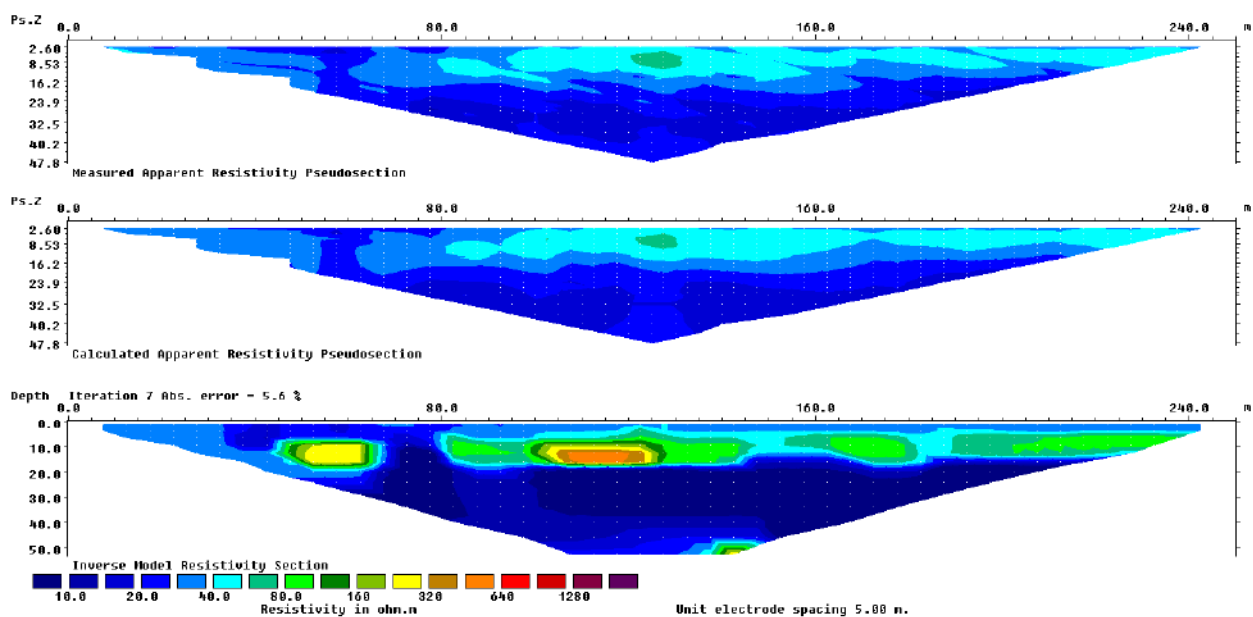 Ps.Z 0.0 80.0 160.0 240.0 m
2.60
8.53
16.2
23.9
32.5
40.2
47.8
Measured Apparent Resistivity Pseudosection
Ps.Z 0.0 80.0 160.0 240.0 m
2.60
8.53
16.2
23.9
32.5
40.2
47.8
Calculated Apparent Resistivity Pseudosection
Depth Iteration 7 Abs. error = 5.6 %
0.0 80.0 160.0 240.0 m
0.0
10.0
20.0
30.0
40.0
50.0
Inverse Model Resistivity Section
10.0 20.0 40.0 80.0 160 320 640 1280
Resistivity in ohm.m Unit electrode spacing 5.00 m.